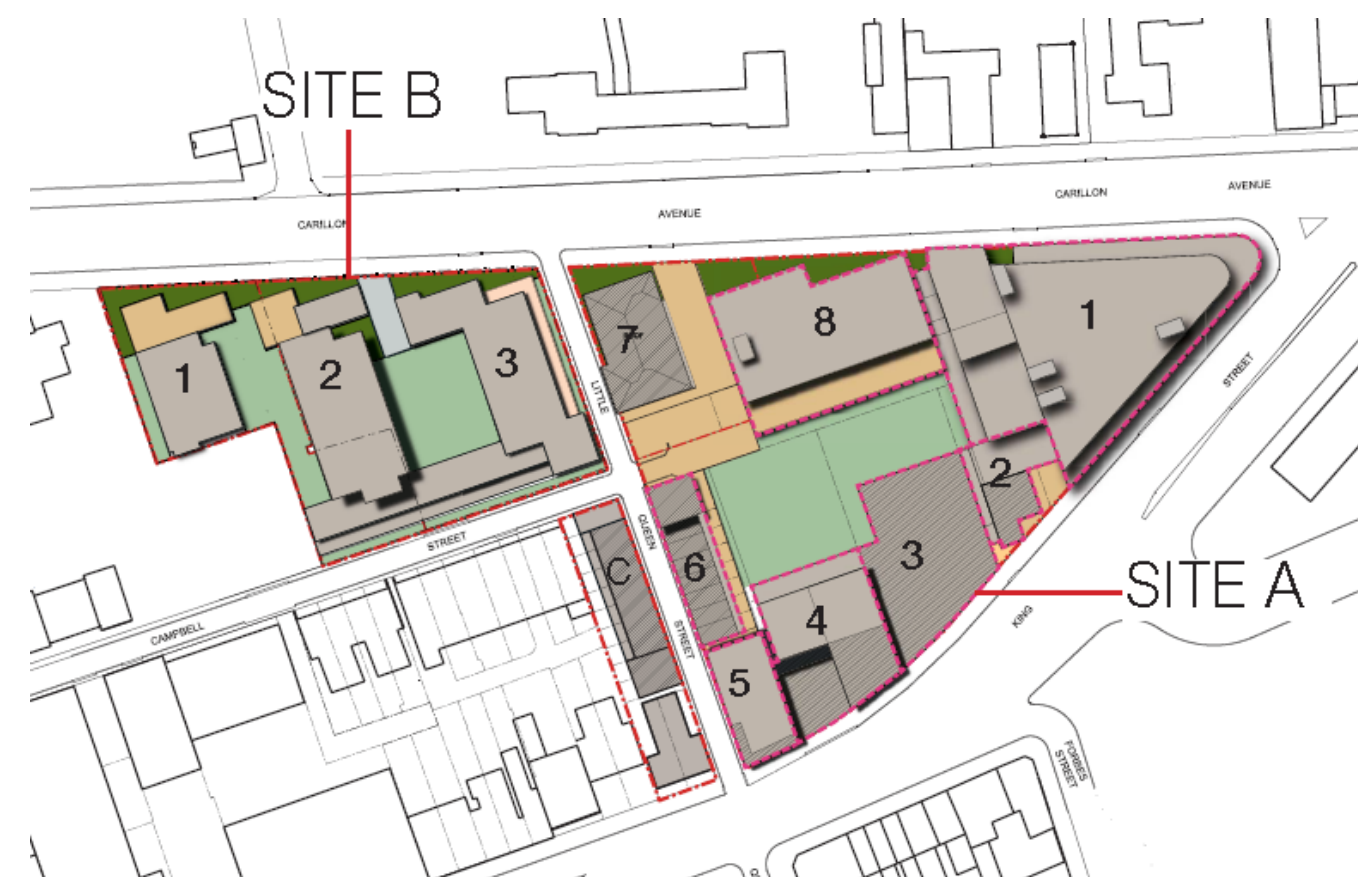 SITE B
CARILLON
AVENUE
CARILLON
AVENUE
7
8
1
1
2
3
LITTLE
STREET
2
QUEEN
STREET
3
C
6
SITE A
4
KING
CAMPBELL
STREET
5
FORBES
STREET